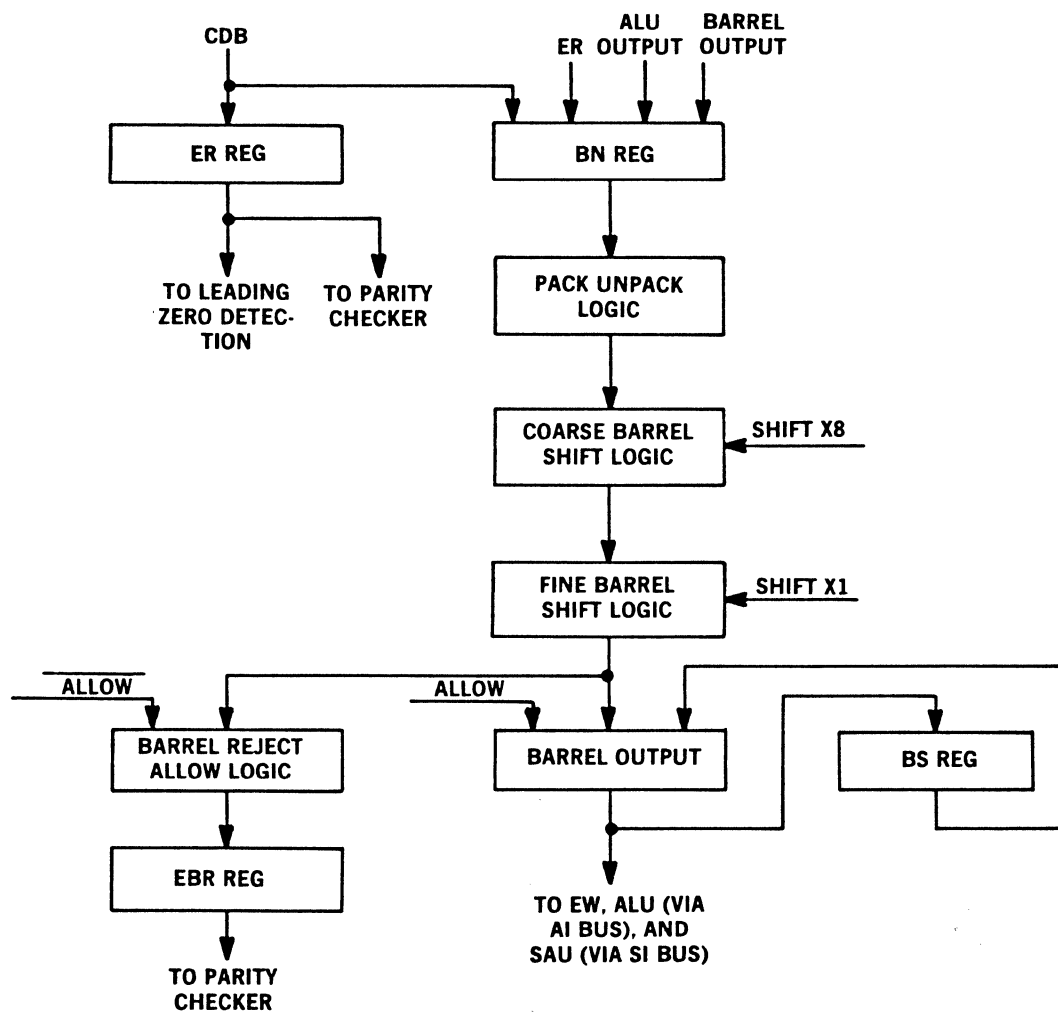 CDB
ER
ALU
OUTPUT
BARREL
OUTPUT
ER REG
BN REG
TO LEADING
ZERO DETEC-
TION
TO PARITY
CHECKER
PACK UNPACK
LOGIC
COARSE BARREL
SHIFT LOGIC
SHIFT X8
FINE BARREL
SHIFT LOGIC
SHIFT X1
ALLOW
ALLOW
BARREL REJECT
ALLOW LOGIC
BARREL OUTPUT
BS REG
EBR REG
TO EW, ALU (VIA
AI BUS), AND
SAU (VIA SI BUS)
TO PARITY
CHECKER